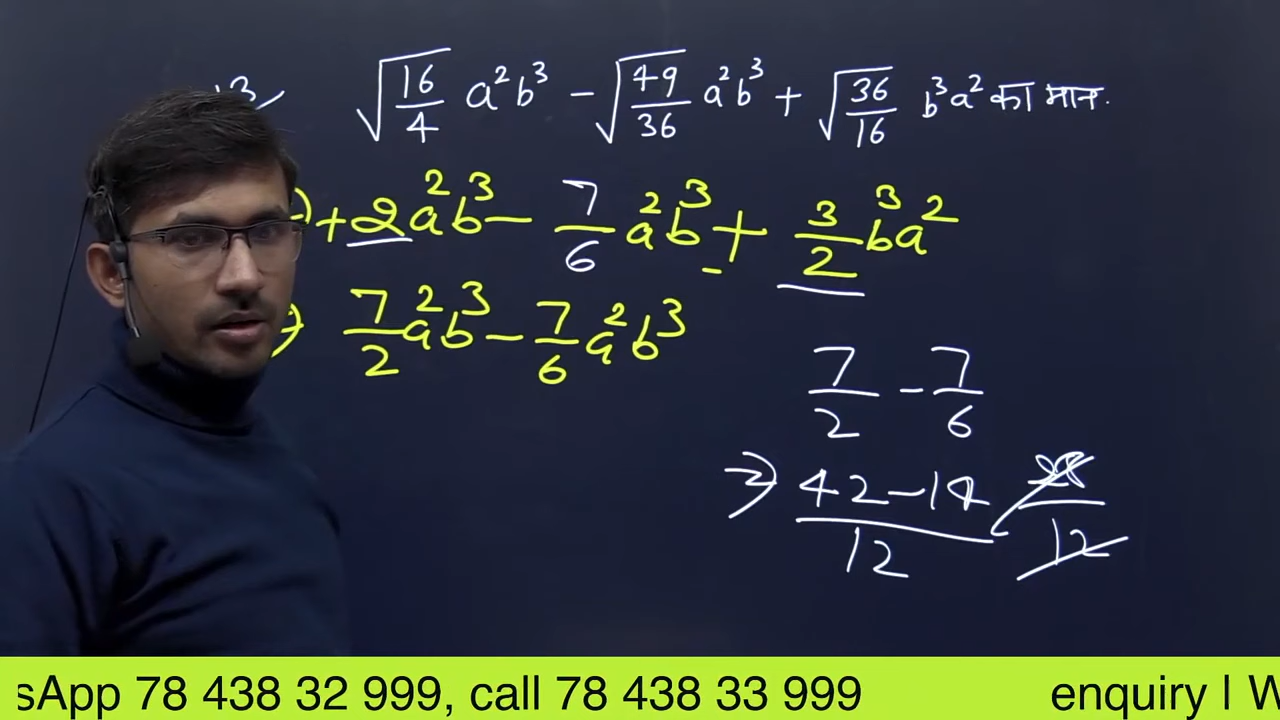 √16/4 a²b³ − √49/36 a²b³ + √36/16 b³a² का मान
+2a²b³ − 7/6 a²b³ + 3/2 b³a²
7/2 a²b³ − 7/6 a²b³
7/2 − 7/6
⇒ 42−14/12 28/12
sApp 78 438 32 999, call 78 438 33 999 enquiry | W